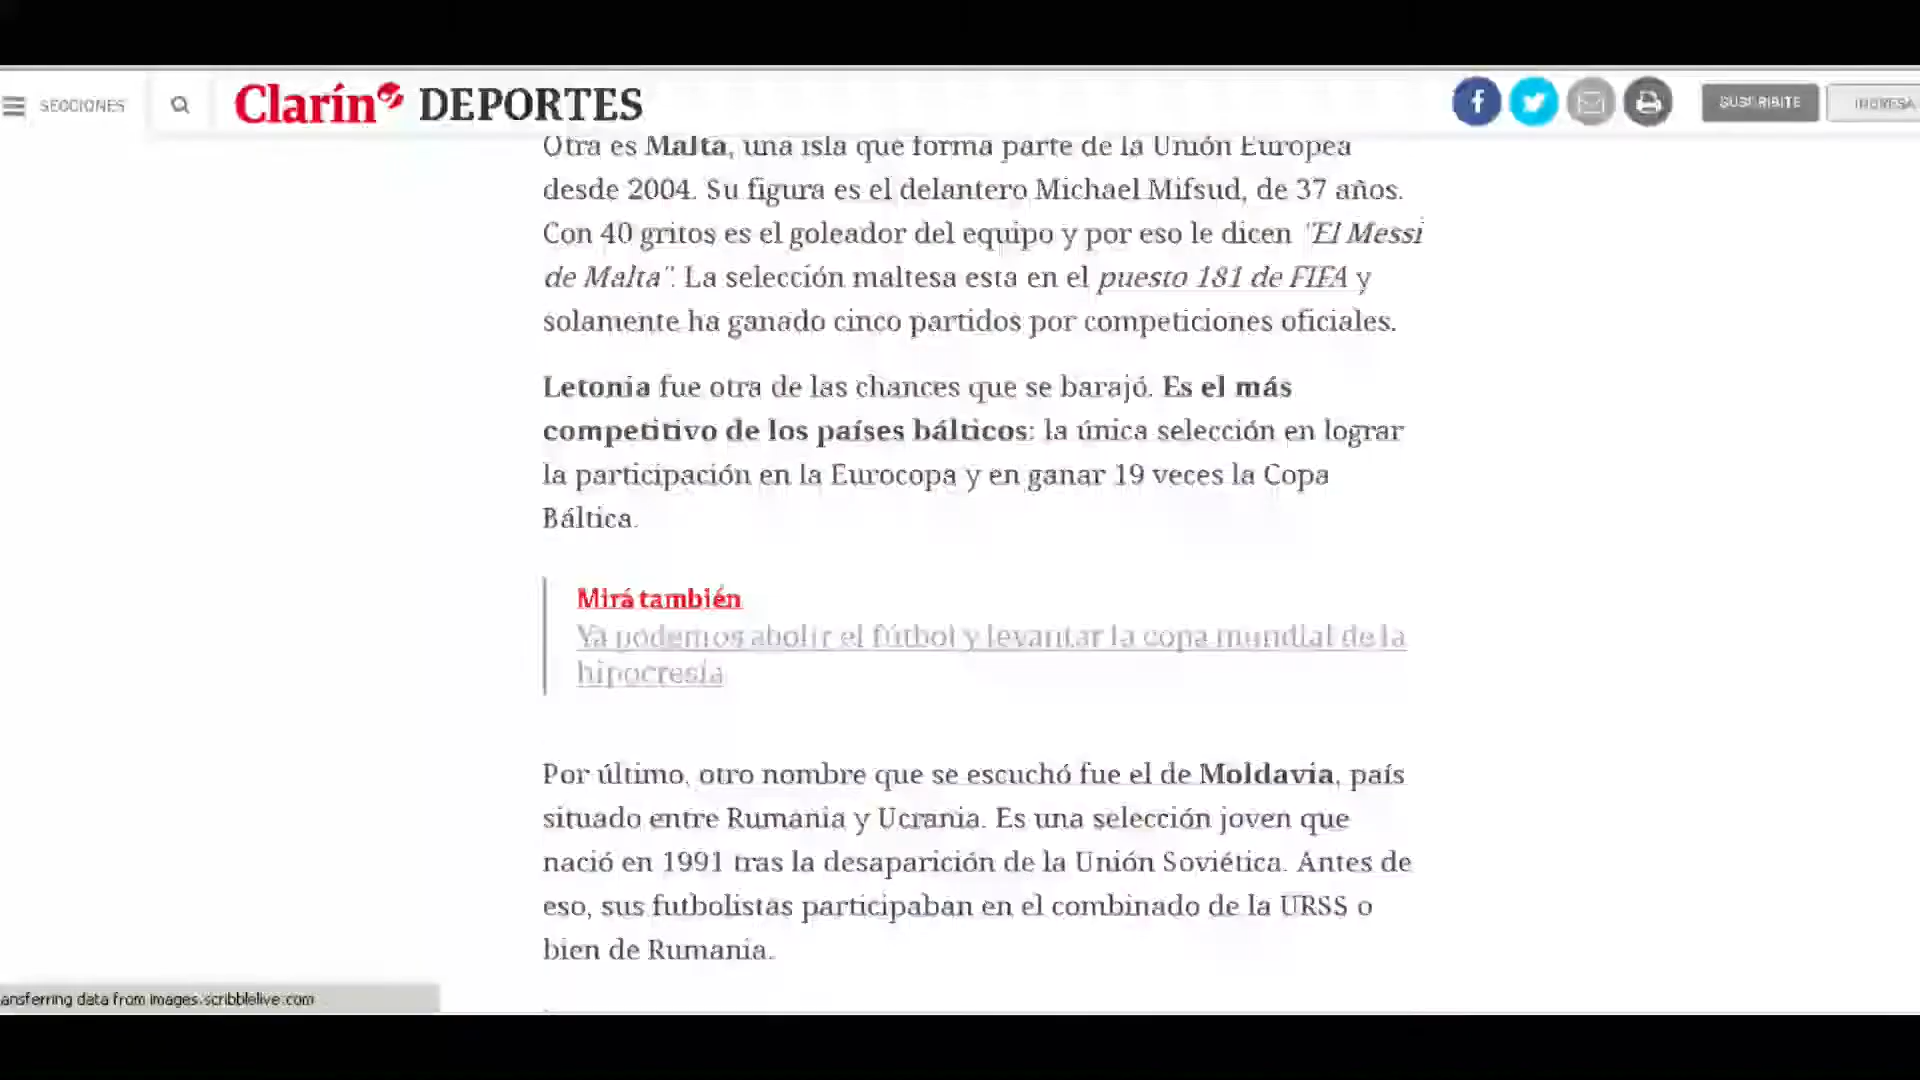 SECCIONES
Clarín DEPORTES
SUSCRIBITE
INGRESA
Otra es Malta, una isla que forma parte de la Unión Europea
desde 2004. Su figura es el delantero Michael Mifsud, de 37 años.
Con 40 gritos es el goleador del equipo y por eso le dicen "El Messi
de Malta". La selección maltesa esta en el puesto 181 de FIFA y
solamente ha ganado cinco partidos por competiciones oficiales.
Letonia fue otra de las chances que se barajó. Es el más
competitivo de los países bálticos: la única selección en lograr
la participación en la Eurocopa y en ganar 19 veces la Copa
Báltica.
Mirá también
Ya podemos abolir el fútbol y levantar la copa mundial de la
hipocresía
Por último, otro nombre que se escuchó fue el de Moldavia, país
situado entre Rumania y Ucrania. Es una selección joven que
nació en 1991 tras la desaparición de la Unión Soviética. Antes de
eso, sus futbolistas participaban en el combinado de la URSS o
bien de Rumania.
ansferring data from images.scribblelive.com